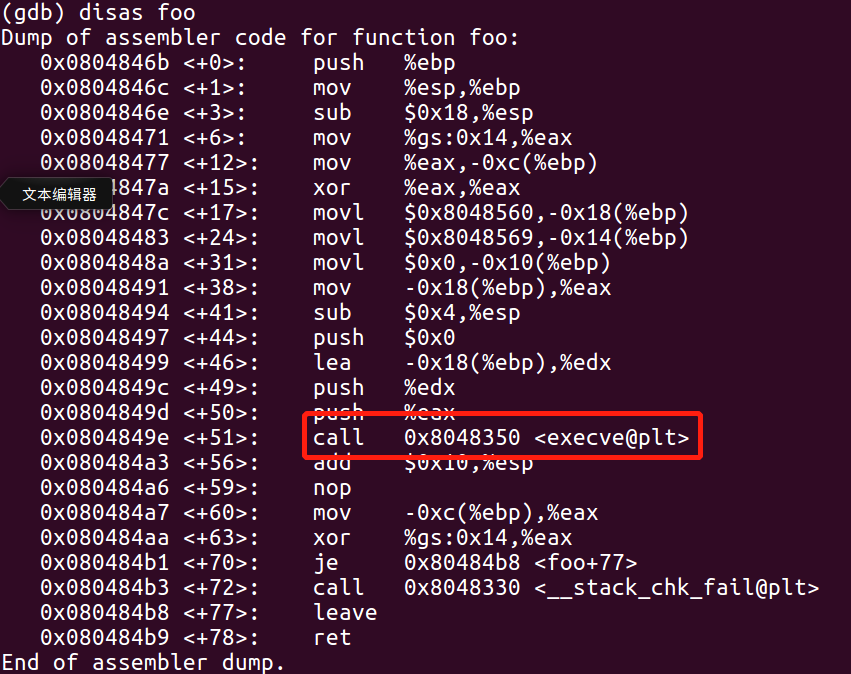 (gdb) disas foo
Dump of assembler code for function foo:
0x0804846b <+0>: push %ebp
0x0804846c <+1>: mov %esp,%ebp
0x0804846e <+3>: sub $0x18,%esp
0x08048471 <+6>: mov %gs:0x14,%eax
0x08048477 <+12>: mov %eax,-0xc(%ebp)
文本编辑器
847a <+15>: xor %eax,%eax
0x0804847c <+17>: movl $0x8048560,-0x18(%ebp)
0x08048483 <+24>: movl $0x8048569,-0x14(%ebp)
0x0804848a <+31>: movl $0x0,-0x10(%ebp)
0x08048491 <+38>: mov -0x18(%ebp),%eax
0x08048494 <+41>: sub $0x4,%esp
0x08048497 <+44>: push $0x0
0x08048499 <+46>: lea -0x18(%ebp),%edx
0x0804849c <+49>: push %edx
0x0804849d <+50>: push %eax
0x0804849e <+51>: call 0x8048350 <execve@plt>
0x080484a3 <+56>: add $0x10,%esp
0x080484a6 <+59>: nop
0x080484a7 <+60>: mov -0xc(%ebp),%eax
0x080484aa <+63>: xor %gs:0x14,%eax
0x080484b1 <+70>: je 0x80484b8 <foo+77>
0x080484b3 <+72>: call 0x8048330 <__stack_chk_fail@plt>
0x080484b8 <+77>: leave
0x080484b9 <+78>: ret
End of assembler dump.